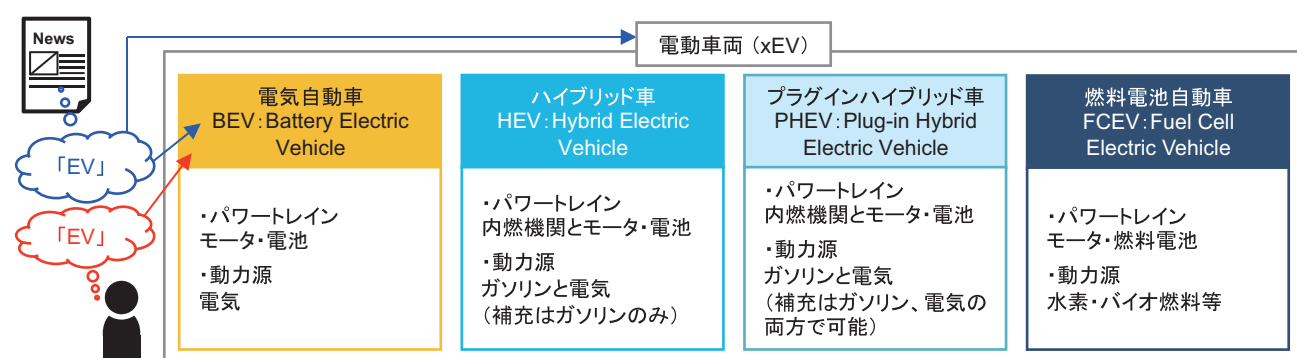 News
電動車両（xEV）
「EV」
「EV」
電気自動車
BEV：Battery Electric
Vehicle
・パワートレイン
モータ・電池
・動力源
電気
ハイブリッド車
HEV：Hybrid Electric
Vehicle
・パワートレイン
内燃機関とモータ・電池
・動力源
ガソリンと電気
（補充はガソリンのみ）
プラグインハイブリッド車
PHEV：Plug-in Hybrid
Electric Vehicle
・パワートレイン
内燃機関とモータ・電池
・動力源
ガソリンと電気
（補充はガソリン、電気の
両方で可能）
燃料電池自動車
FCEV：Fuel Cell
Electric Vehicle
・パワートレイン
モータ・燃料電池
・動力源
水素・バイオ燃料等